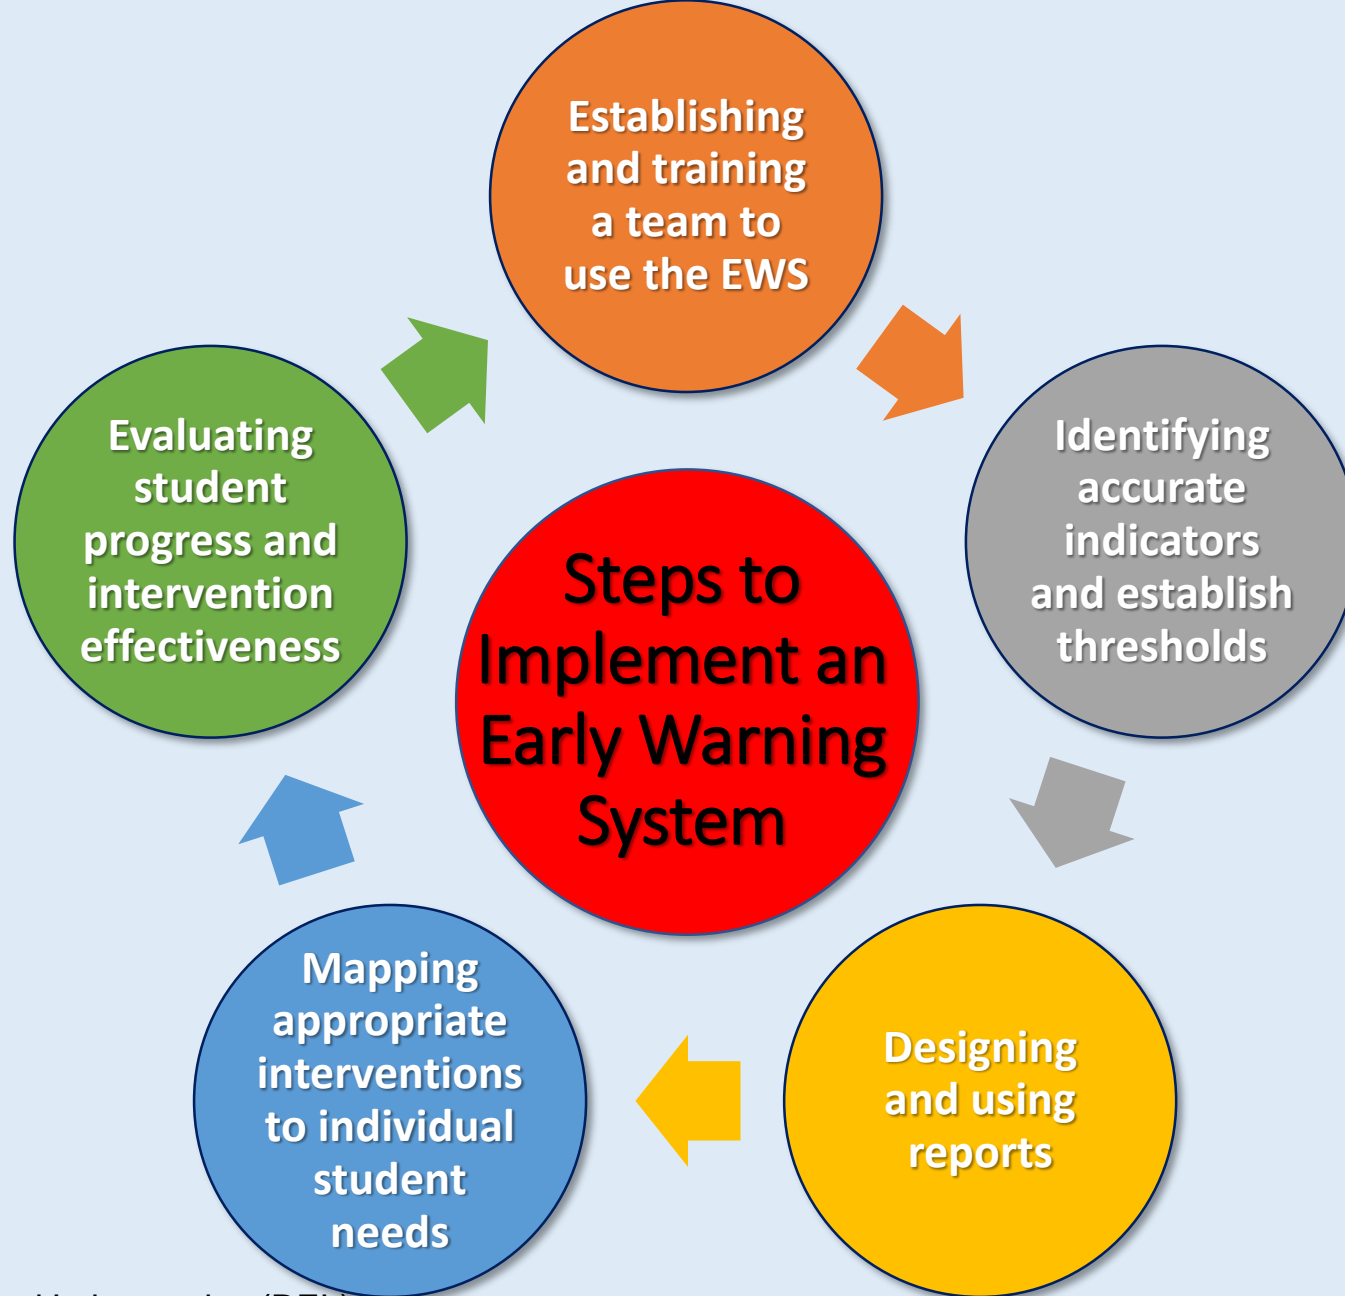 Establishing
and training
a team to
use the EWS
Identifying
accurate
indicators
and establish
thresholds
Designing
and using
reports
Mapping
appropriate
interventions
to individual
student
needs
Evaluating
student
progress and
intervention
effectiveness
Steps to
Implement an
Early Warning
System